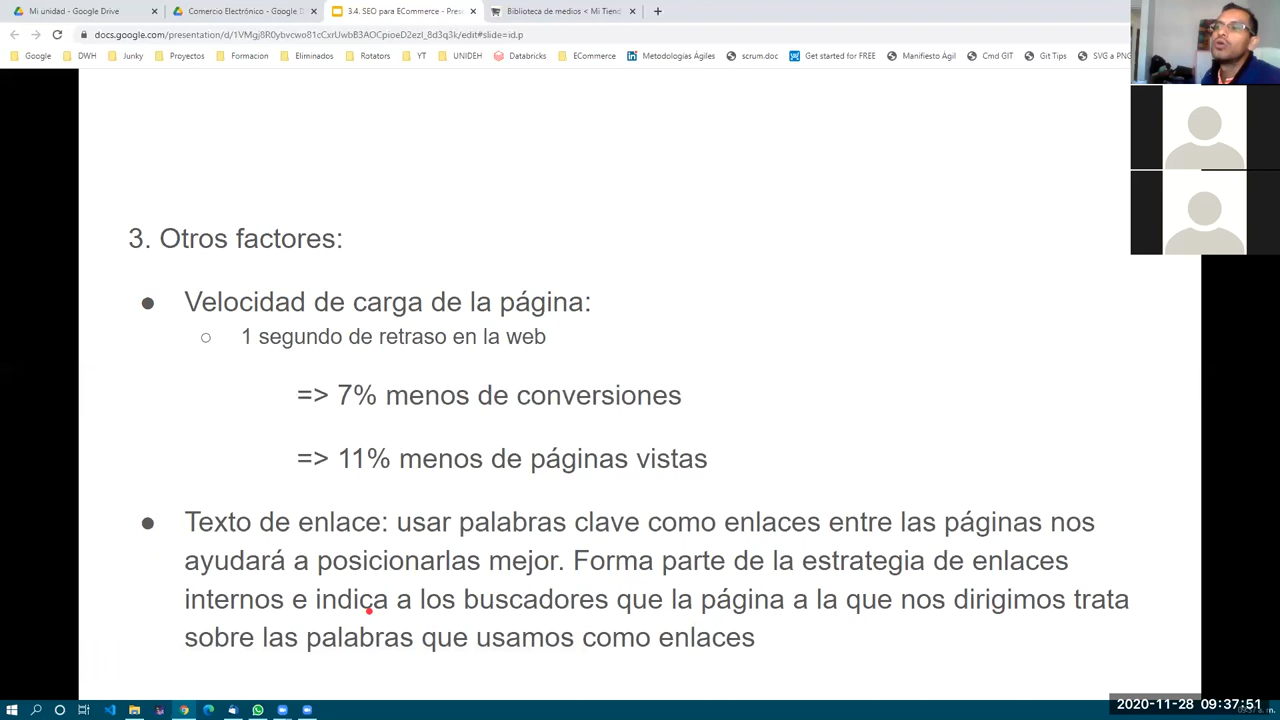 Mi unidad - Google Drive
Comercio Electrónico - Google D
3.4. SEO para ECommerce - Prese
Biblioteca de medios < Mi Tiend
docs.google.com/presentation/d/
Google
DWH
Junky
Proyectos
Formacion
Eliminados
Rotators
YT
UNIDEH
Databricks
ECommerce
Metodologías Ágiles
scrum.doc
Get started for FREE
Manifiesto Ágil
Cmd GIT
Git Tips
SVG a PNG
3. Otros factores:
● Velocidad de carga de la página:
○ 1 segundo de retraso en la web
=> 7% menos de conversiones
=> 11% menos de páginas vistas
● Texto de enlace: usar palabras clave como enlaces entre las páginas nos
ayudará a posicionarlas mejor. Forma parte de la estrategia de enlaces
internos e indica a los buscadores que la página a la que nos dirigimos trata
sobre las palabras que usamos como enlaces
2020-11-28 09:37:51